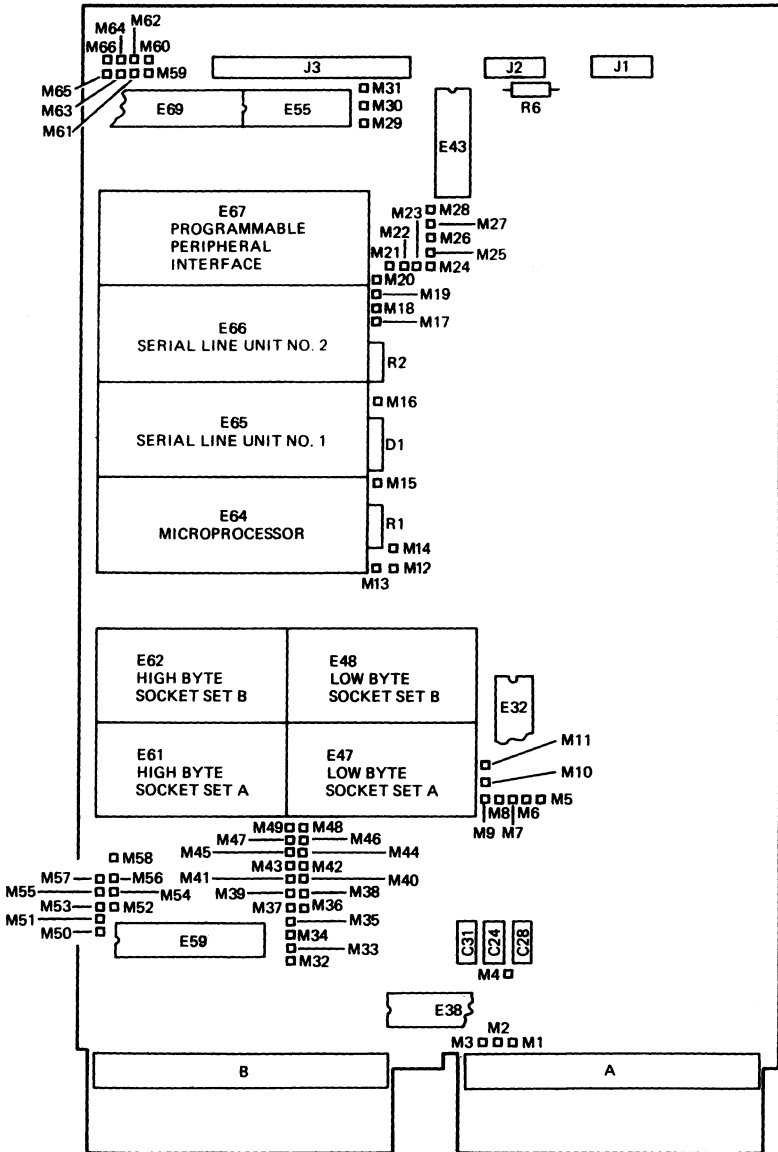 M62
M64
M66 M60
M65 M59
M63
M61
J3
J2
J1
R6
M31
M30
M29
E69
E55
E43
E67
PROGRAMMABLE
PERIPHERAL
INTERFACE
M23 M28
M22 M27
M26
M21 M25
M24
M20
M19
M18
M17
E66
SERIAL LINE UNIT NO. 2
R2
M16
E65
SERIAL LINE UNIT NO. 1
D1
M15
E64
MICROPROCESSOR
R1
M14
M13 M12
E62
HIGH BYTE
SOCKET SET B
E48
LOW BYTE
SOCKET SET B
E32
E61
HIGH BYTE
SOCKET SET A
E47
LOW BYTE
SOCKET SET A
M11
M10
M5
M8 M6
M9 M7
M49 M48
M47 M46
M45 M44
M43 M42
M41 M40
M39 M38
M37 M36
M35
M34
M33
M32
M58
M57 M56
M55 M54
M53 M52
M51
M50
E59
C31 C24 C28
M4
E38
M2
M3 M1
B
A